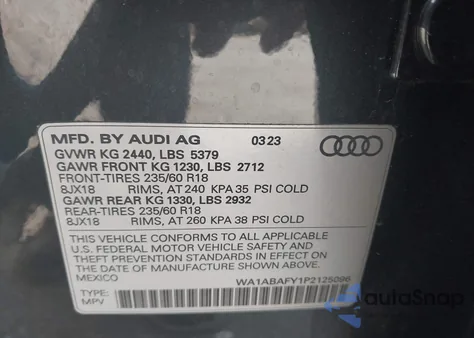 MFD. BY AUDI AG 03 23
GVWR KG 2440, LBS 5379
GAWR FRONT KG 1230, LBS 2712
FRONT-TIRES 235/60 R18
8JX18 RIMS, AT 240 KPA 35 PSI COLD
GAWR REAR KG 1330, LBS 2932
REAR-TIRES 235/60 R18
8JX18 RIMS, AT 260 KPA 38 PSI COLD
THIS VEHICLE CONFORMS TO ALL APPLICABLE
U.S. FEDERAL MOTOR VEHICLE SAFETY AND
THEFT PREVENTION STANDARDS IN EFFECT ON
THE DATE OF MANUFACTURE SHOWN ABOVE.
MEXICO WA1ABAFY1P2125096
TYPE:
MPV
autoSnap